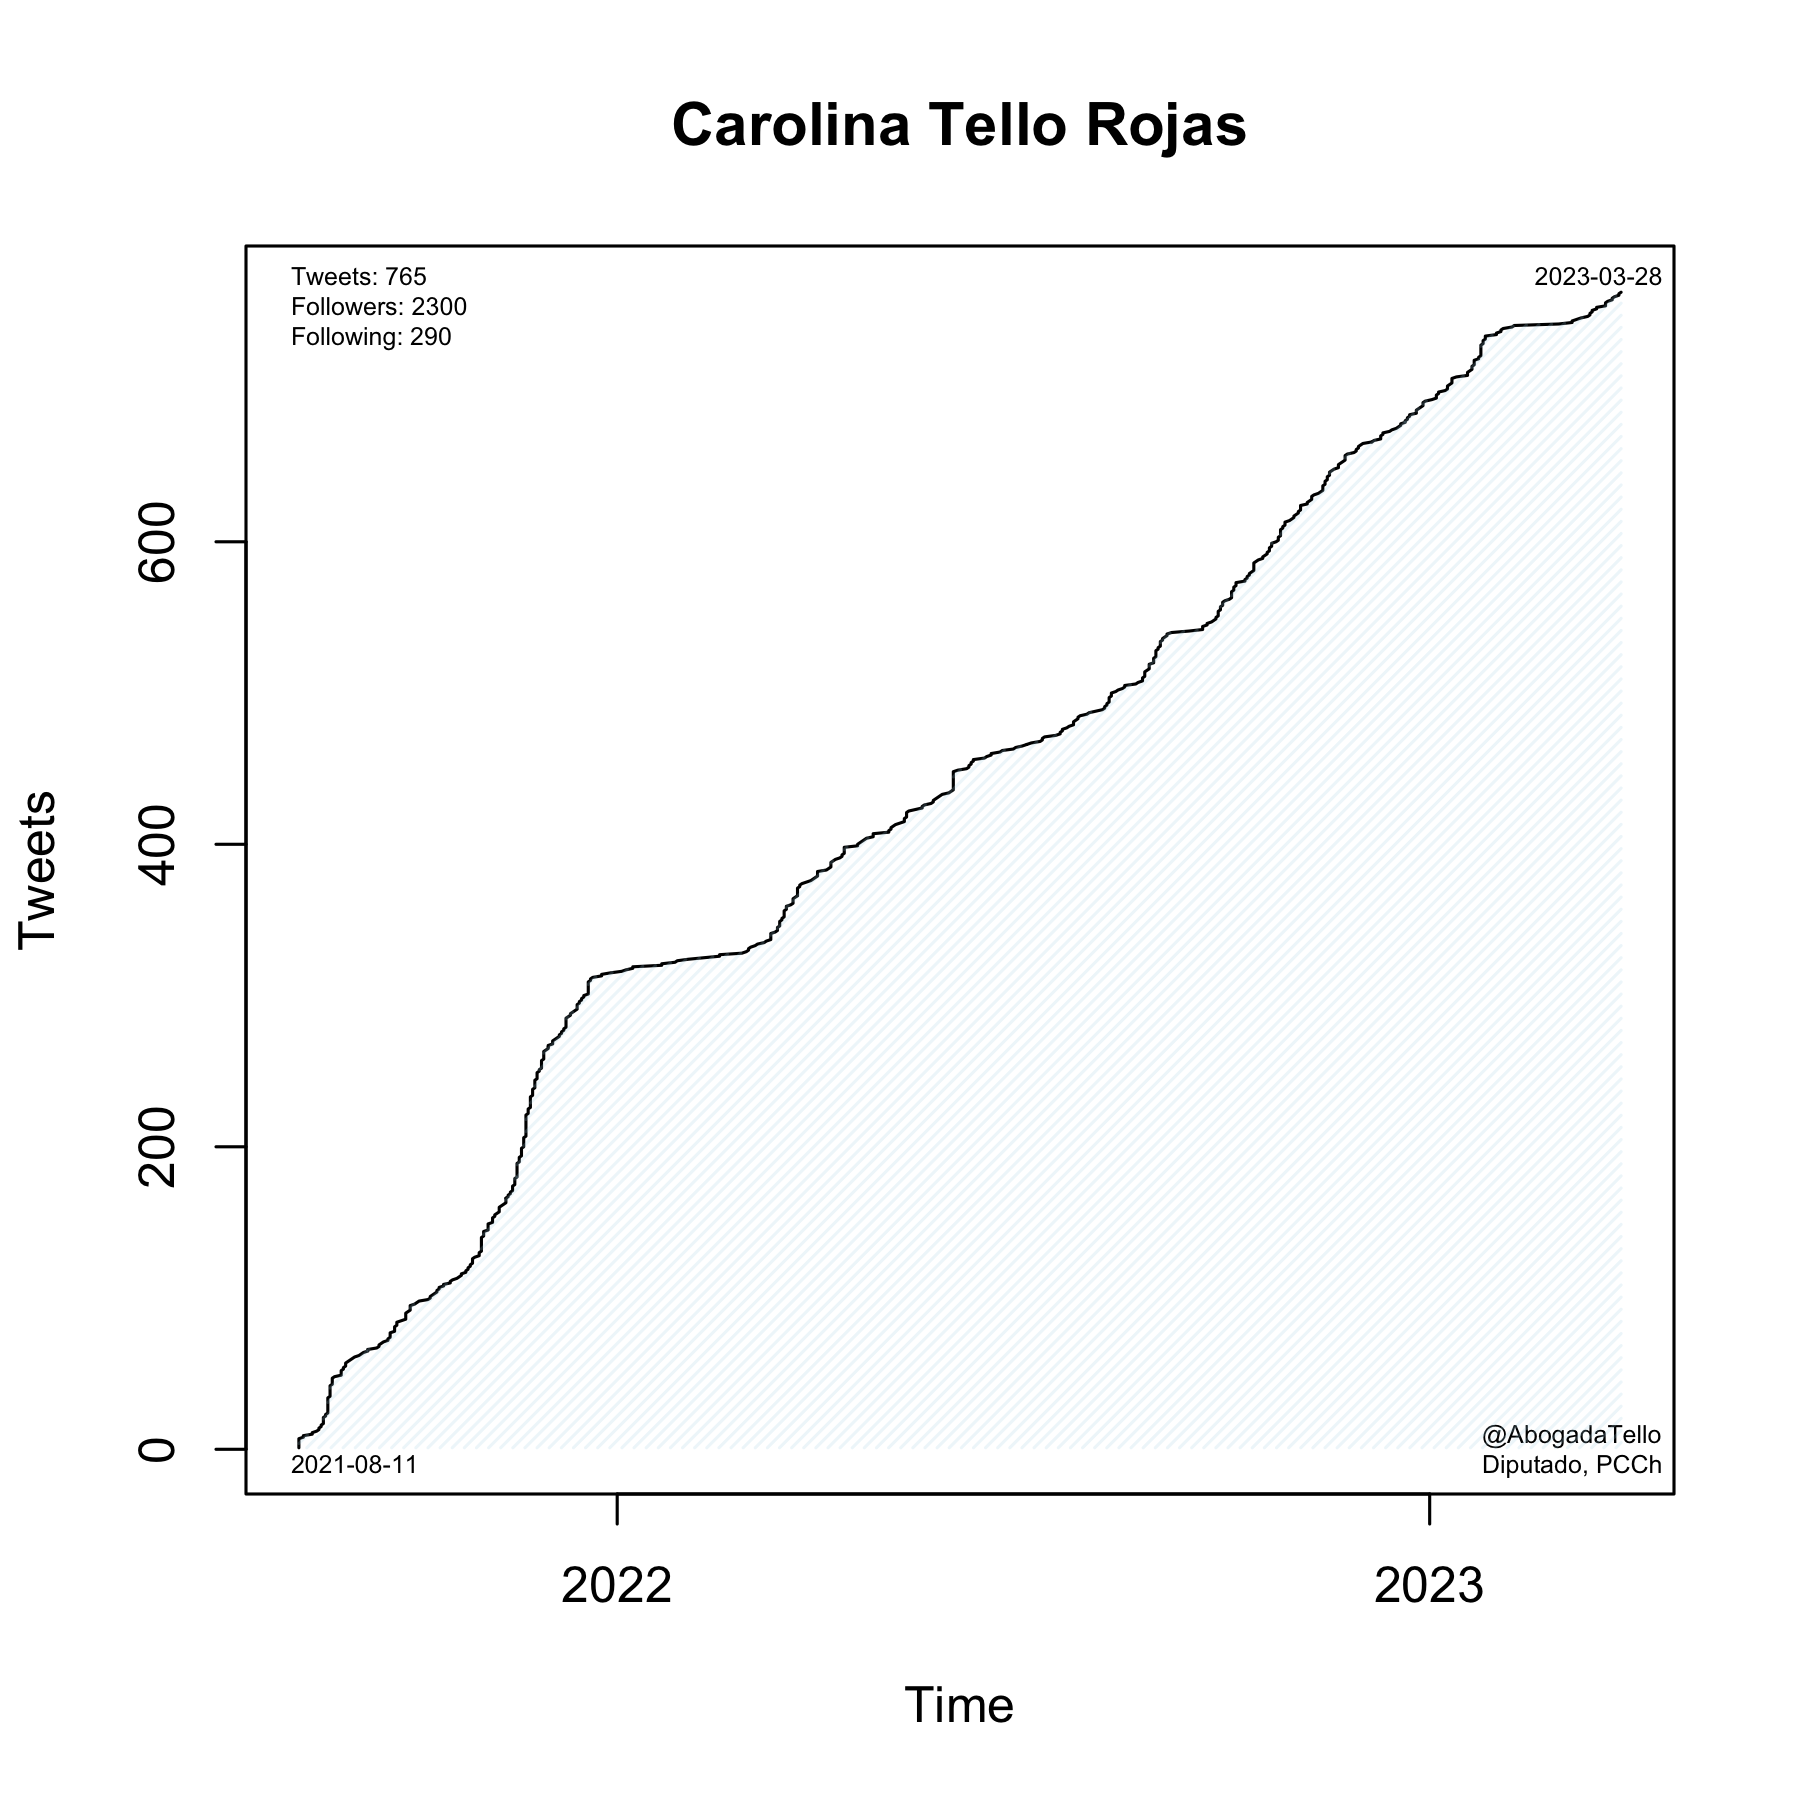 Carolina Tello Rojas
Tweets: 765
Followers: 2300
Following: 290
2023-03-28
Tweets
600
400
200
0
2021-08-11
@AbogadaTello
Diputado, PCCh
2022
2023
Time